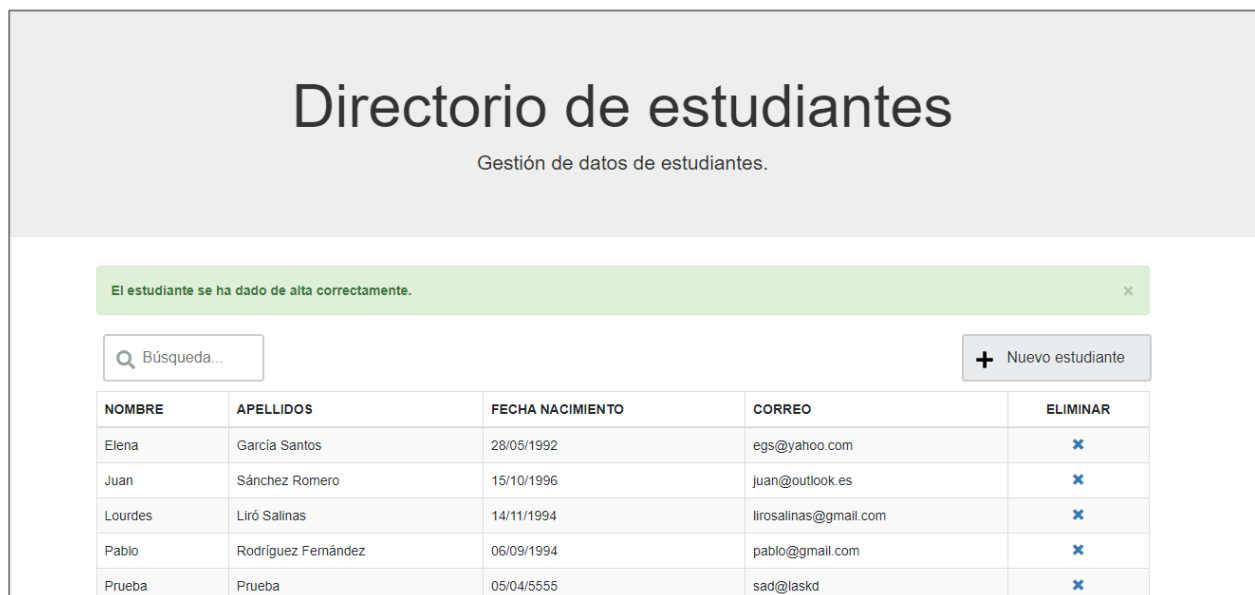 Directorio de estudiantes
Gestión de datos de estudiantes.
El estudiante se ha dado de alta correctamente. ×
Búsqueda... Nuevo estudiante
NOMBRE APELLIDOS FECHA NACIMIENTO CORREO ELIMINAR
Elena García Santos 28/05/1992 egs@yahoo.com
Juan Sánchez Romero 15/10/1996 juan@outlook.es
Lourdes Liró Salinas 14/11/1994 lirosalinas@gmail.com
Pablo Rodríguez Fernández 06/09/1994 pablo@gmail.com
Prueba Prueba 05/04/5555 sad@laskd